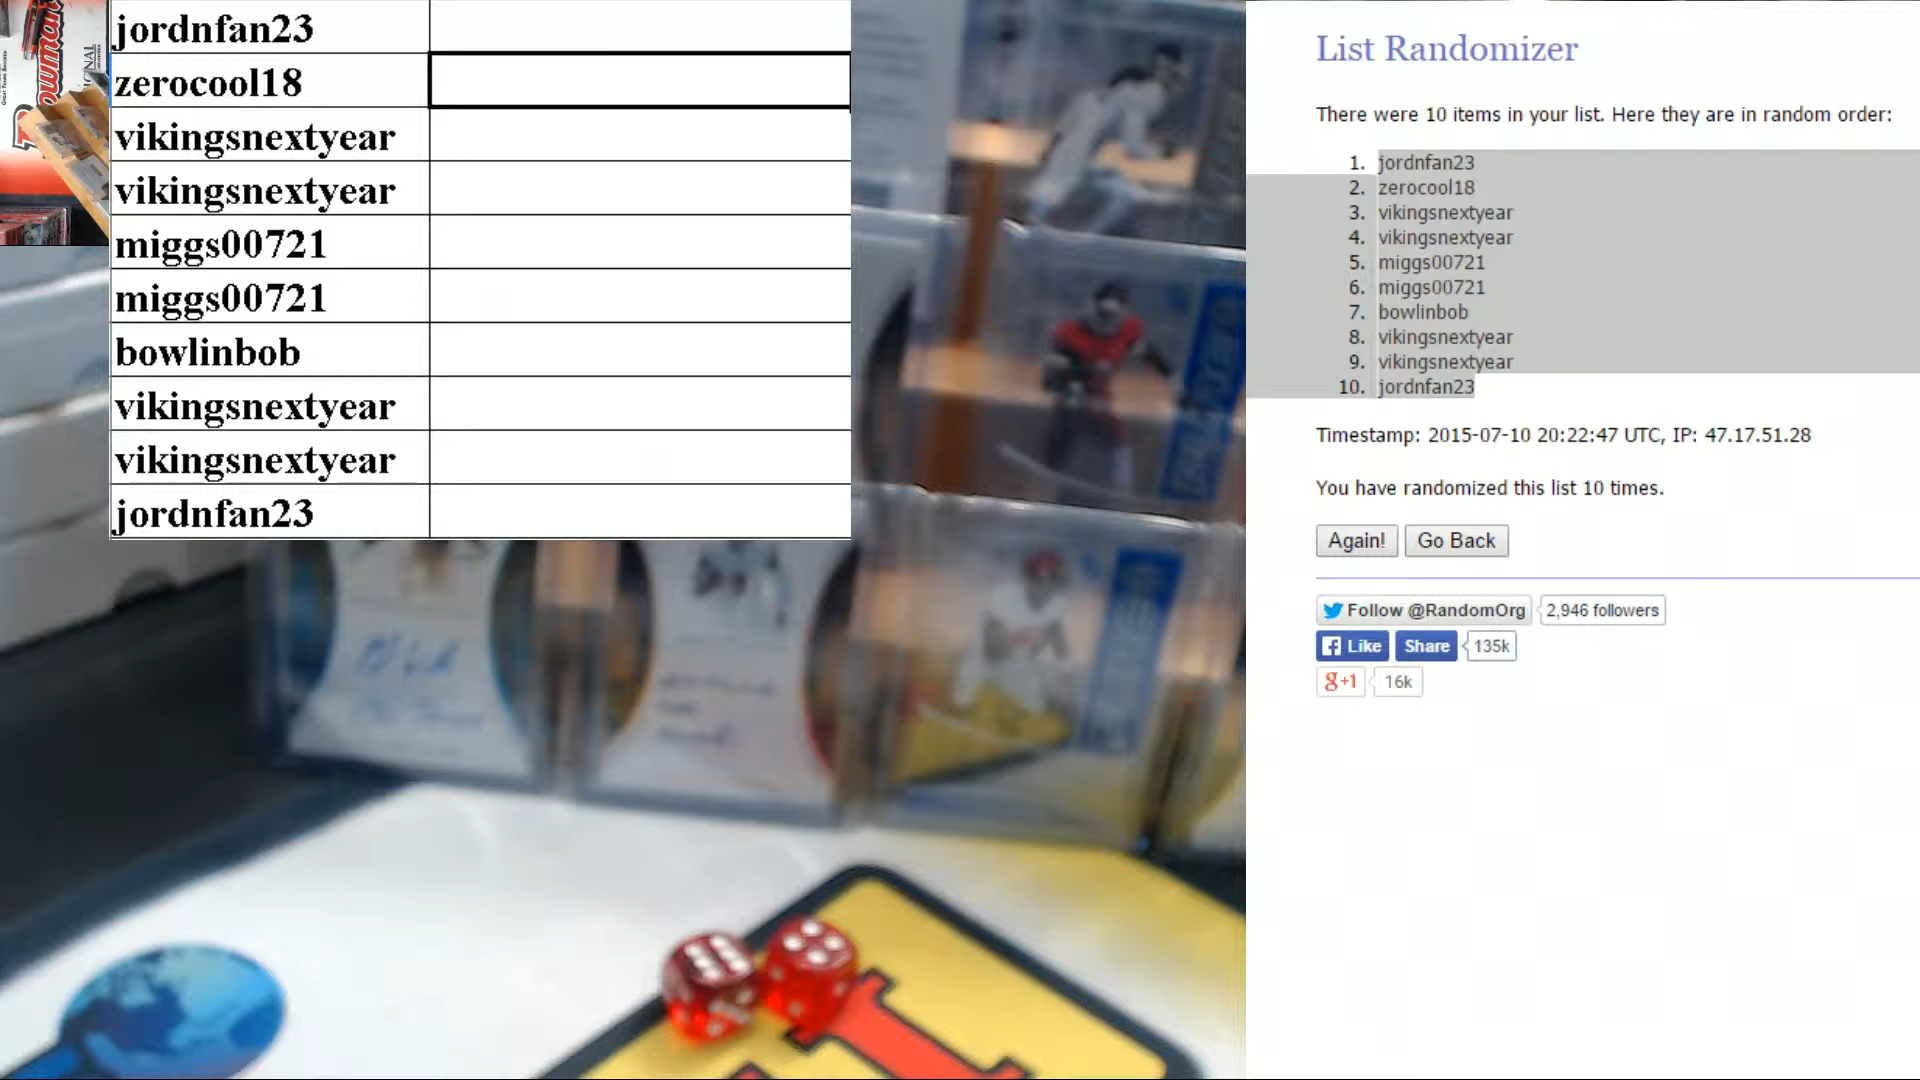 jordnfan23
zerocool18
vikingsnextyear
vikingsnextyear
miggs00721
miggs00721
bowlinbob
vikingsnextyear
vikingsnextyear
jordnfan23
List Randomizer
There were 10 items in your list. Here they are in random order:
1. jordnfan23
2. zerocool18
3. vikingsnextyear
4. vikingsnextyear
5. miggs00721
6. miggs00721
7. bowlinbob
8. vikingsnextyear
9. vikingsnextyear
10. jordnfan23
Timestamp: 2015-07-10 20:22:47 UTC, IP: 47.17.51.28
You have randomized this list 10 times.
Again! Go Back
Follow @RandomOrg 2,946 followers
Like Share 135k
g+1 16k